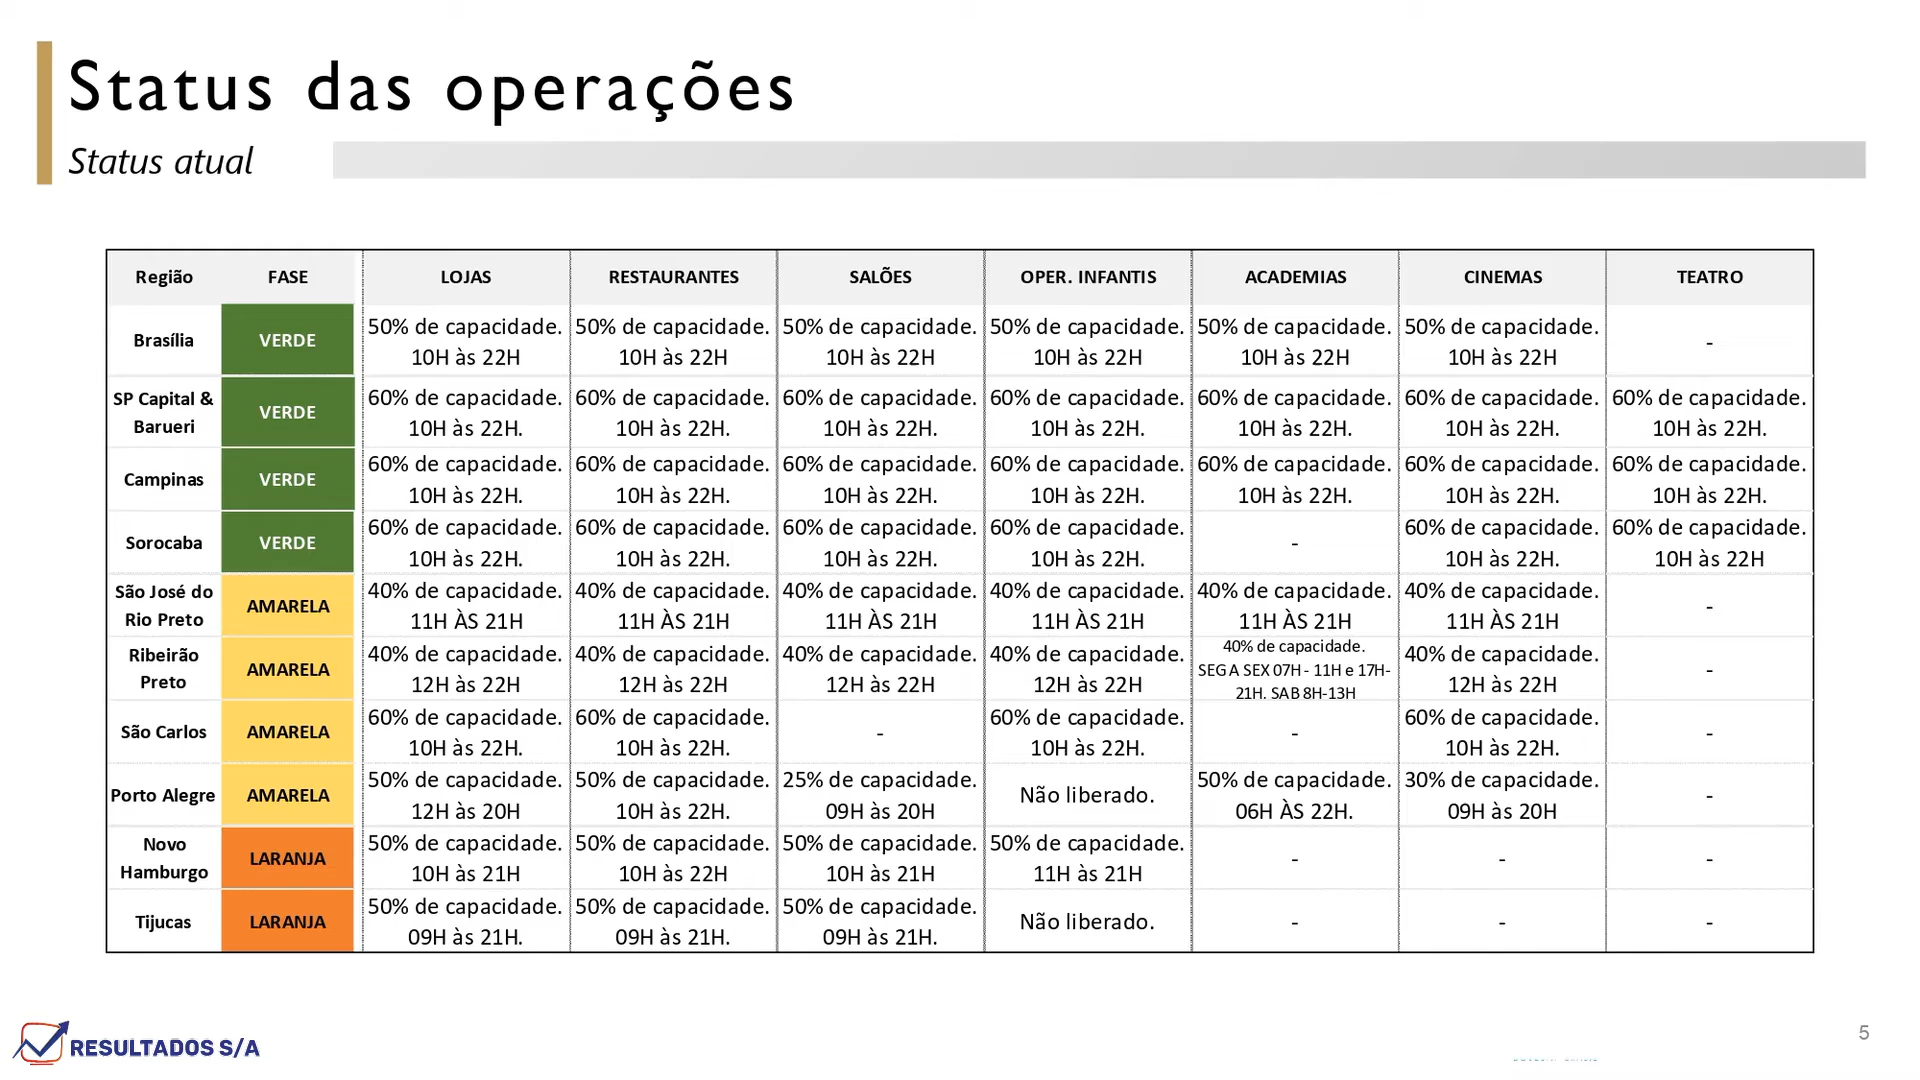 Status das operações
Status atual
Região FASE LOJAS RESTAURANTES SALÕES OPER. INFANTIS ACADEMIAS CINEMAS TEATRO
Brasília VERDE 50% de capacidade. 10H às 22H 50% de capacidade. 10H às 22H 50% de capacidade. 10H às 22H 50% de capacidade. 10H às 22H 50% de capacidade. 10H às 22H 50% de capacidade. 10H às 22H -
SP Capital & Barueri VERDE 60% de capacidade. 10H às 22H. 60% de capacidade. 10H às 22H. 60% de capacidade. 10H às 22H. 60% de capacidade. 10H às 22H. 60% de capacidade. 10H às 22H. 60% de capacidade. 10H às 22H. 60% de capacidade. 10H às 22H.
Campinas VERDE 60% de capacidade. 10H às 22H. 60% de capacidade. 10H às 22H. 60% de capacidade. 10H às 22H. 60% de capacidade. 10H às 22H. 60% de capacidade. 10H às 22H. 60% de capacidade. 10H às 22H. 60% de capacidade. 10H às 22H.
Sorocaba VERDE 60% de capacidade. 10H às 22H. 60% de capacidade. 10H às 22H. 60% de capacidade. 10H às 22H. 60% de capacidade. 10H às 22H. - 60% de capacidade. 10H às 22H. 60% de capacidade. 10H às 22H
São José do Rio Preto AMARELA 40% de capacidade. 11H ÀS 21H 40% de capacidade. 11H ÀS 21H 40% de capacidade. 11H ÀS 21H 40% de capacidade. 11H ÀS 21H 40% de capacidade. 11H ÀS 21H 40% de capacidade. 11H ÀS 21H -
Ribeirão Preto AMARELA 40% de capacidade. 12H às 22H 40% de capacidade. 12H às 22H 40% de capacidade. 12H às 22H 40% de capacidade. 12H às 22H 40% de capacidade. SEG A SEX 07H - 11H e 17H-21H. SAB 8H-13H 40% de capacidade. 12H às 22H -
São Carlos AMARELA 60% de capacidade. 10H às 22H. 60% de capacidade. 10H às 22H. - 60% de capacidade. 10H às 22H. - 60% de capacidade. 10H às 22H. -
Porto Alegre AMARELA 50% de capacidade. 12H às 20H 50% de capacidade. 10H às 22H. 25% de capacidade. 09H às 20H Não liberado. 50% de capacidade. 06H ÀS 22H. 30% de capacidade. 09H às 20H -
Novo Hamburgo LARANJA 50% de capacidade. 10H às 21H 50% de capacidade. 10H às 22H 50% de capacidade. 10H às 21H 50% de capacidade. 11H às 21H - - -
Tijucas LARANJA 50% de capacidade. 09H às 21H. 50% de capacidade. 09H às 21H. 50% de capacidade. 09H às 21H. Não liberado. - - -
RESULTADOS S/A
5